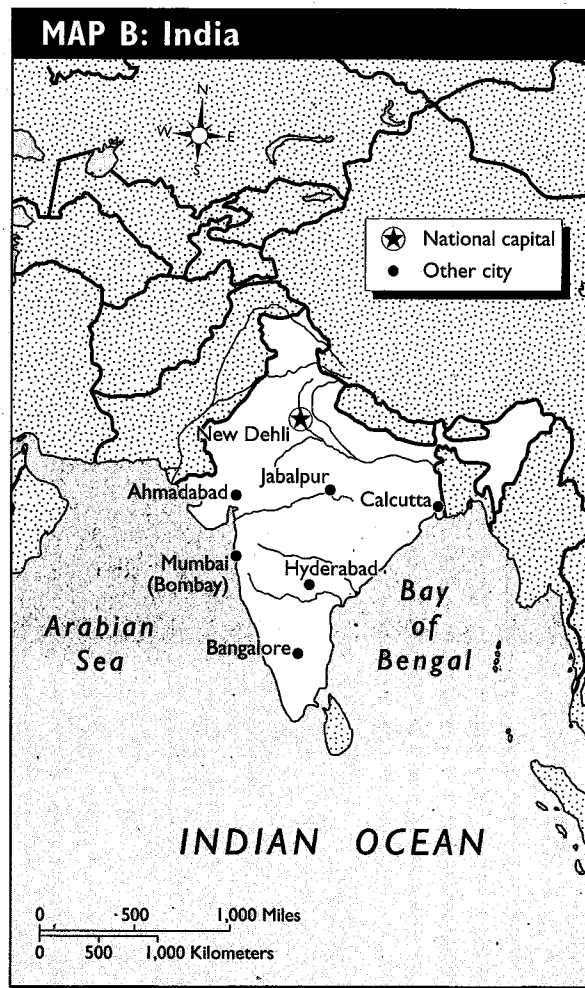 MAP B: India
N
W E
S
National capital
Other city
New Dehli
Jabalpur
Ahmadabad
Calcutta
Mumbai
(Bombay)
Hyderabad
Arabian
Sea
Bay
of
Bengal
Bangalore
INDIAN OCEAN
0 500 1,000 Miles
0 500 1,000 Kilometers